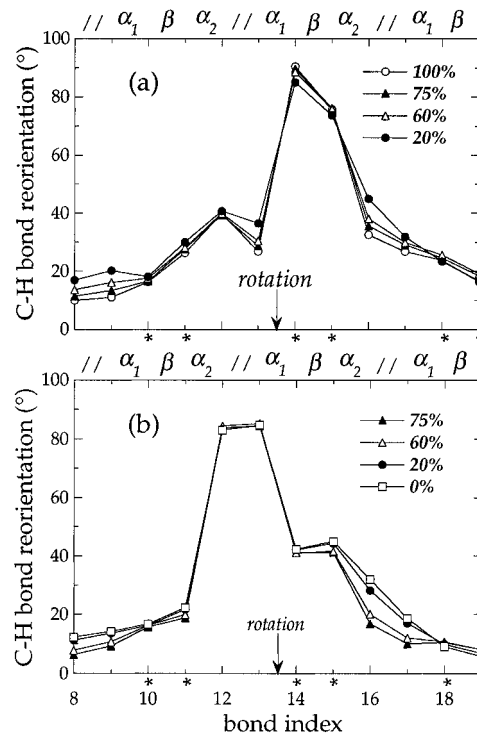 // α1 β α2 // α1 β α2 // α1 β
100
(a)
100%
75%
60%
20%
80
60
40
20
0
C-H bond reorientation (°)
rotation
* * * * * *
// α1 β α2 // α1 β α2 // α1 β
100
(b)
75%
60%
20%
0%
80
60
40
20
0
C-H bond reorientation (°)
rotation
* * * * *
8 10 12 14 16 18
bond index